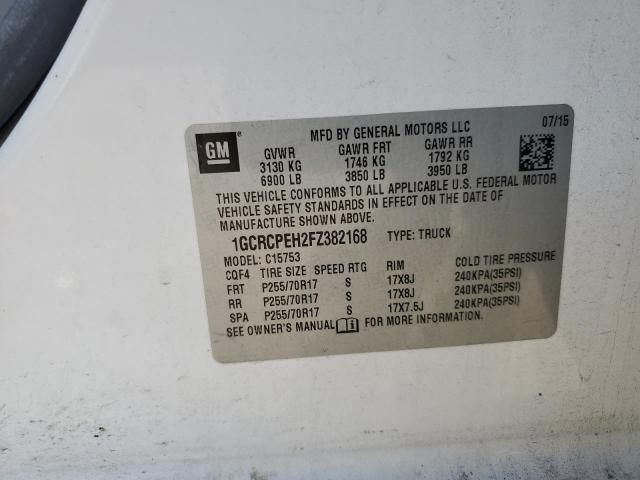 07/15
MFD BY GENERAL MOTORS LLC
GM®
GVWR GAWR FRT GAWR RR
3130 KG 1746 KG 1792 KG
6900 LB 3850 LB 3950 LB
THIS VEHICLE CONFORMS TO ALL APPLICABLE U.S. FEDERAL MOTOR
VEHICLE SAFETY STANDARDS IN EFFECT ON THE DATE OF
MANUFACTURE SHOWN ABOVE.
1GCRCPEH2FZ382168 TYPE: TRUCK
MODEL: C15753
CQF4 TIRE SIZE SPEED RTG RIM COLD TIRE PRESSURE
FRT P255/70R17 S 17X8J 240KPA(35PSI)
RR P255/70R17 S 17X8J 240KPA(35PSI)
SPA P255/70R17 S 17X7.5J 240KPA(35PSI)
SEE OWNER'S MANUAL FOR MORE INFORMATION.